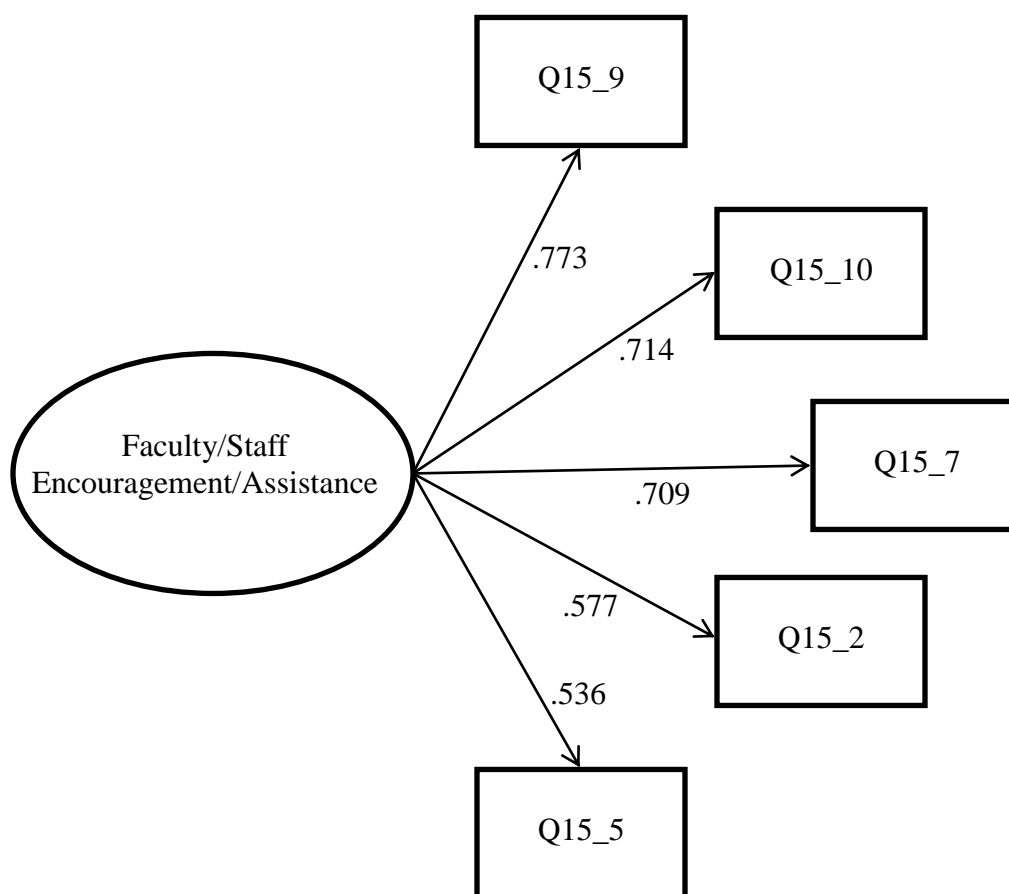 Q15_9
.773
Q15_10
.714
Faculty/Staff
Encouragement/Assistance
Q15_7
.709
.577
Q15_2
.536
Q15_5